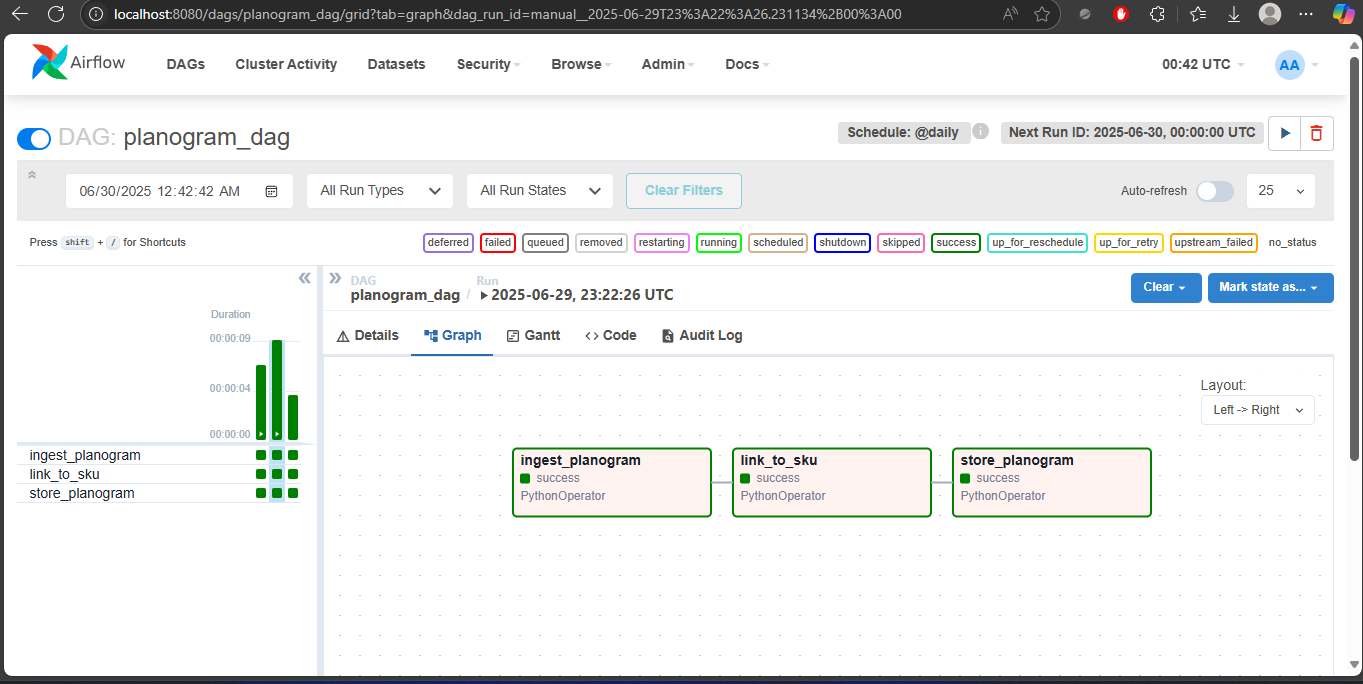 localhost:8080/dags/planogram_dag/grid?tab=graph&dag_run_id=manual__2025-06-29T23%3A22%3A26.231134%2B00%3A00
Airflow DAGs Cluster Activity Datasets Security Browse Admin Docs 00:42 UTC AA
DAG: planogram_dag Schedule: @daily Next Run ID: 2025-06-30, 00:00:00 UTC
06/30/2025 12:42:42 AM All Run Types All Run States Clear Filters Auto-refresh 25
Press shift + / for Shortcuts deferred failed queued removed restarting running scheduled shutdown skipped success up_for_reschedule up_for_retry upstream_failed no_status
DAG Run
planogram_dag / 2025-06-29, 23:22:26 UTC Clear Mark state as...
Details Graph Gantt <> Code Audit Log
Duration
00:00:09
00:00:04
00:00:00
ingest_planogram
link_to_sku
store_planogram
Layout:
Left -> Right
ingest_planogram
success
PythonOperator
link_to_sku
success
PythonOperator
store_planogram
success
PythonOperator